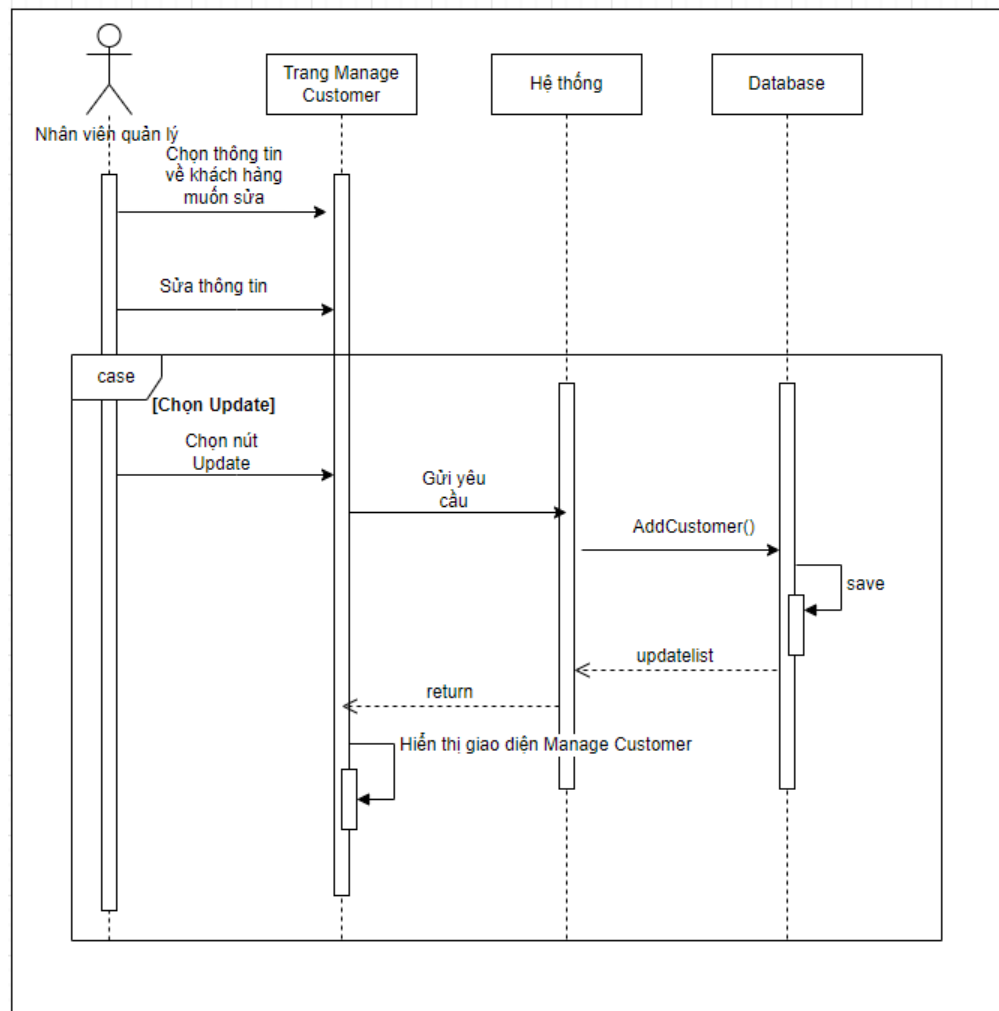 Trang Manage
Customer
Hệ thống
Database
Nhân viên quản lý
Chọn thông tin
về khách hàng
muốn sửa
Sửa thông tin
case
[Chọn Update]
Chọn nút
Update
Gửi yêu
cầu
AddCustomer()
save
updatelist
return
Hiển thị giao diện Manage Customer